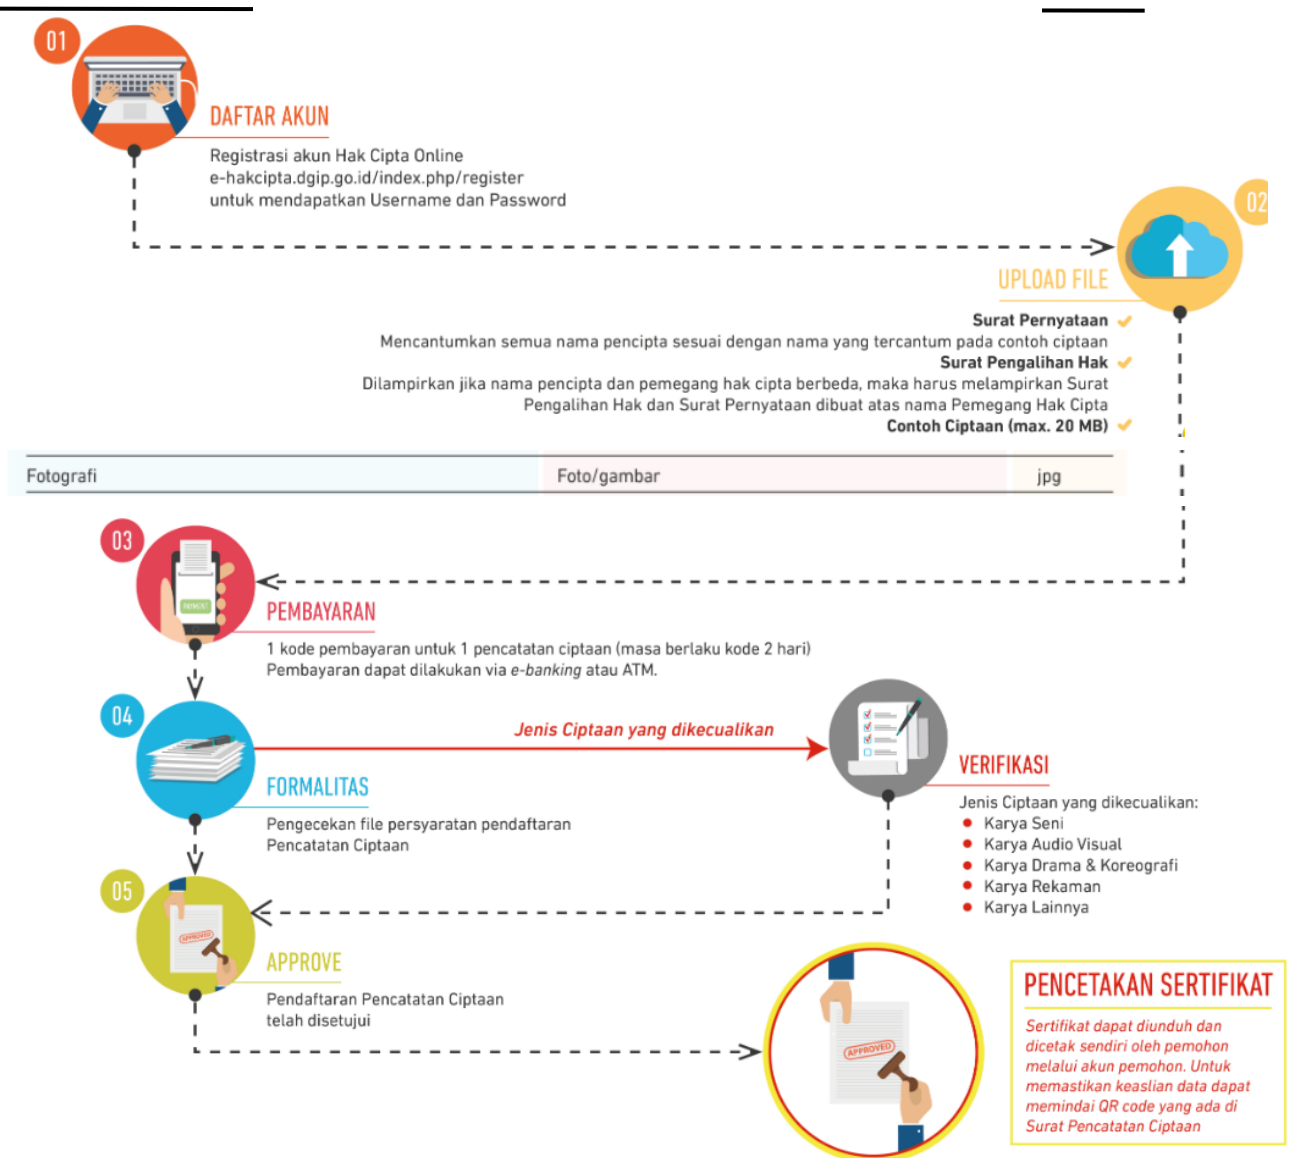 01
DAFTAR AKUN
Registrasi akun Hak Cipta Online
e-hakcipta.dgip.go.id/index.php/register
untuk mendapatkan Username dan Password
02
UPLOAD FILE
Surat Pernyataan
Mencantumkan semua nama pencipta sesuai dengan nama yang tercantum pada contoh ciptaan
Surat Pengalihan Hak
Dilampirkan jika nama pencipta dan pemegang hak cipta berbeda, maka harus melampirkan Surat
Pengalihan Hak dan Surat Pernyataan dibuat atas nama Pemegang Hak Cipta
Contoh Ciptaan (max. 20 MB)
Fotografi Foto/gambar jpg
03
PAYMENT
PEMBAYARAN
1 kode pembayaran untuk 1 pencatatan ciptaan (masa berlaku kode 2 hari)
Pembayaran dapat dilakukan via e-banking atau ATM.
04
FORMALITAS
Pengecekan file persyaratan pendaftaran
Pencatatan Ciptaan
Jenis Ciptaan yang dikecualikan
VERIFIKASI
Jenis Ciptaan yang dikecualikan:
Karya Seni
Karya Audio Visual
Karya Drama & Koreografi
Karya Rekaman
Karya Lainnya
05
APPROVED
APPROVE
Pendaftaran Pencatatan Ciptaan
telah disetujui
APPROVED
PENCETAKAN SERTIFIKAT
Sertifikat dapat diunduh dan
dicetak sendiri oleh pemohon
melalui akun pemohon. Untuk
memastikan keaslian data dapat
memindai QR code yang ada di
Surat Pencatatan Ciptaan